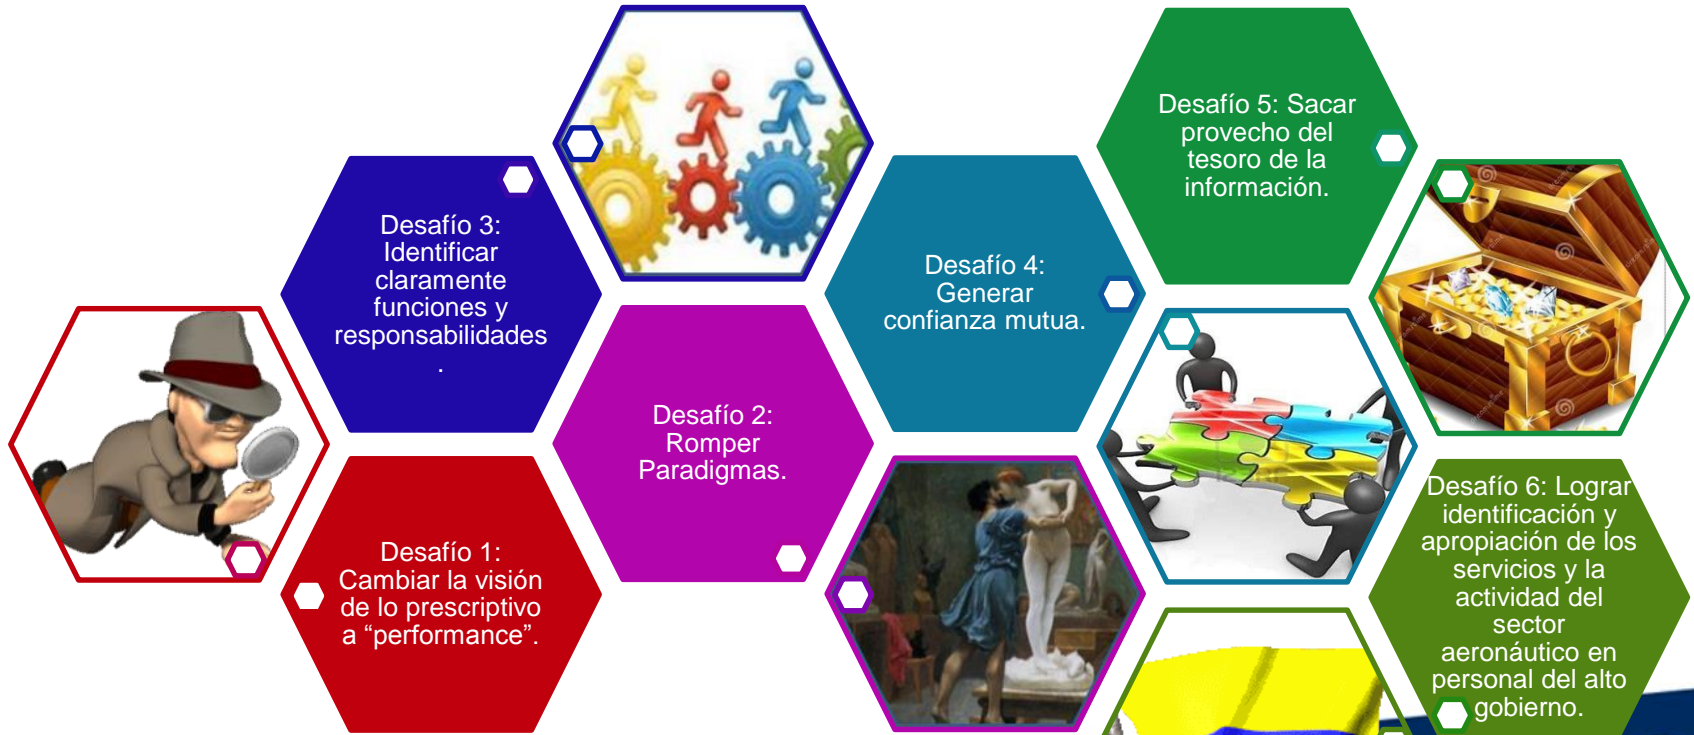 Desafío 1:
Cambiar la visión
de lo prescriptivo
a “performance”.
Desafío 2:
Romper
Paradigmas.
Desafío 3:
Identificar
claramente
funciones y
responsabilidades
.
Desafío 4:
Generar
confianza mutua.
Desafío 5: Sacar
provecho del
tesoro de la
información.
Desafío 6: Lograr
identificación y
apropiación de los
servicios y la
actividad del
sector
aeronáutico en
personal del alto
gobierno.